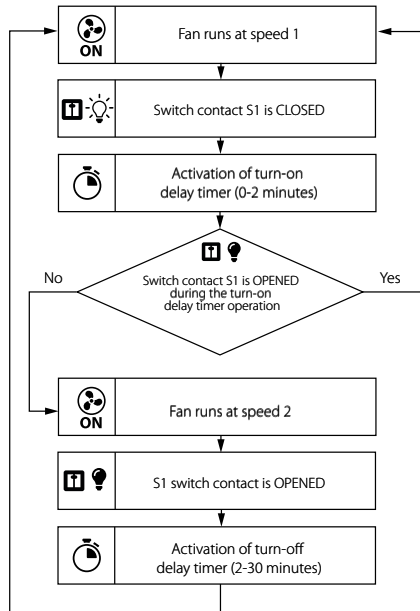 ON
Fan runs at speed 1
Switch contact S1 is CLOSED
Activation of turn-on
delay timer (0-2 minutes)
No
Switch contact S1 is OPENED
during the turn-on
delay timer operation
Yes
ON
Fan runs at speed 2
S1 switch contact is OPENED
Activation of turn-off
delay timer (2-30 minutes)